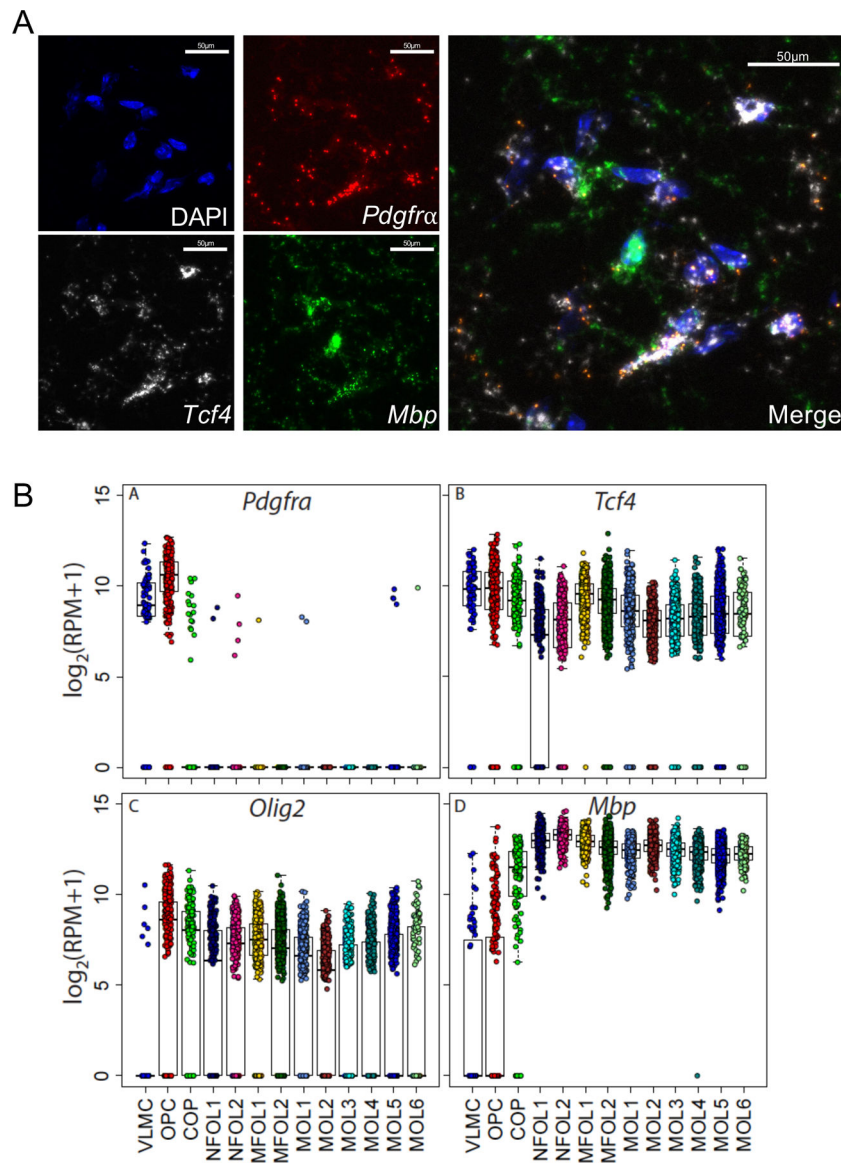 A
50μm
50μm
50μm
DAPI
Pdgfrα
50μm
50μm
Tcf4
Mbp
Merge
B
A
Pdgfra
B
Tcf4
15
10
5
0
log2(RPM+1)
C
Olig2
D
Mbp
15
10
5
0
log2(RPM+1)
VLMC
OPC
COP
NFOL1
NFOL2
MFOL1
MFOL2
MOL1
MOL2
MOL3
MOL4
MOL5
MOL6
VLMC
OPC
COP
NFOL1
NFOL2
MFOL1
MFOL2
MOL1
MOL2
MOL3
MOL4
MOL5
MOL6